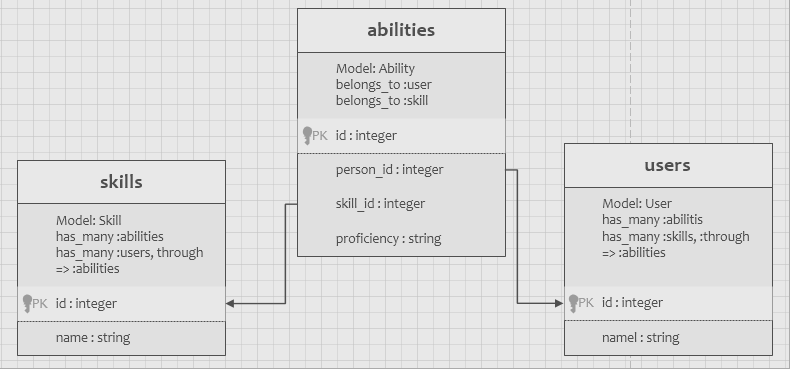 abilities
Model: Ability
belongs_to :user
belongs_to :skill
PK id : integer
person_id : integer
skill_id : integer
proficiency : string
skills
Model: Skill
has_many :abilities
has_many :users, through
=> :abilities
PK id : integer
name : string
users
Model: User
has_many :abilitis
has_many :skills, :through
=> :abilities
PK id : integer
namel : string